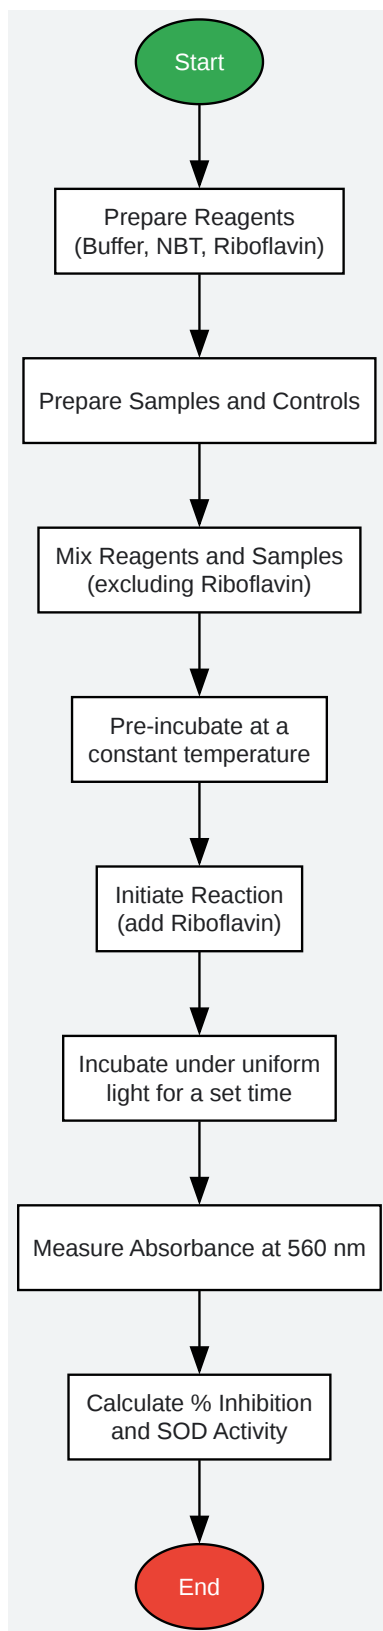 Start
Prepare Reagents
(Buffer, NBT, Riboflavin)
Prepare Samples and Controls
Mix Reagents and Samples
(excluding Riboflavin)
Pre-incubate at a
constant temperature
Initiate Reaction
(add Riboflavin)
Incubate under uniform
light for a set time
Measure Absorbance at 560 nm
Calculate % Inhibition
and SOD Activity
End